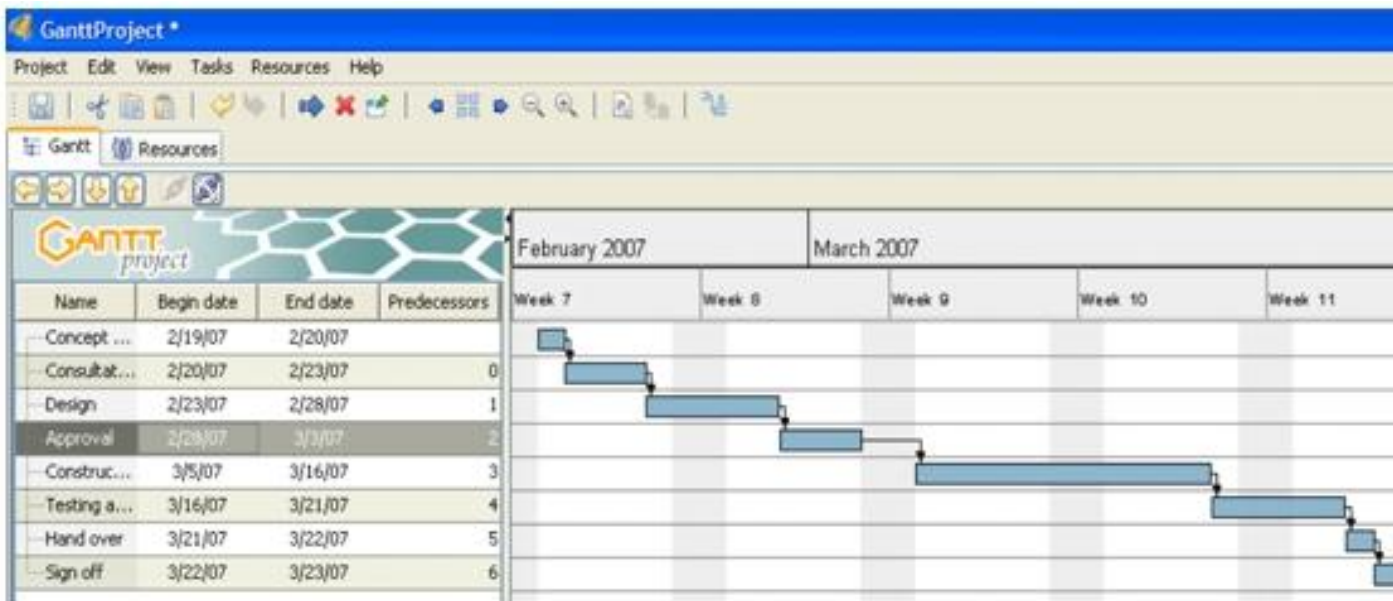 GanttProject *
Project Edit View Tasks Resources Help
Gantt Resources
GANTT
project
February 2007 March 2007
Name Begin date End date Predecessors Week 7 Week 8 Week 9 Week 10 Week 11
Concept ... 2/19/07 2/20/07
Consultat... 2/20/07 2/23/07 0
Design 2/23/07 2/28/07 1
Approval 2/28/07 3/3/07 2
Construc... 3/5/07 3/16/07 3
Testing a... 3/16/07 3/21/07 4
Hand over 3/21/07 3/22/07 5
Sign off 3/22/07 3/23/07 6